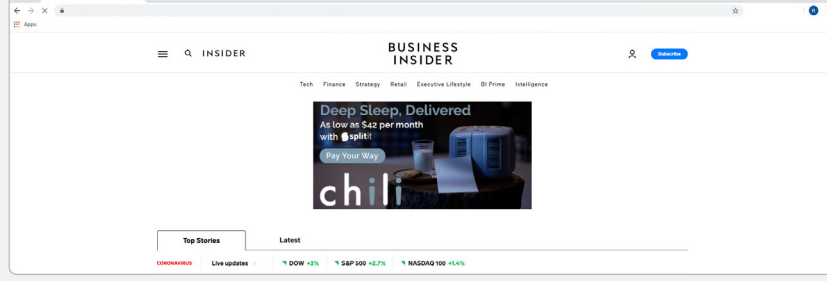 Apps
INSIDER
BUSINESS
INSIDER
Subscribe
Tech Finance Strategy Retail Executive Lifestyle BI Prime Intelligence
Deep Sleep, Delivered
As low as $42 per month
with splitit
Pay Your Way
chili
Top Stories Latest
CORONAVIRUS Live updates DOW +3% S&P 500 +2.7% NASDAQ 100 +1.4%